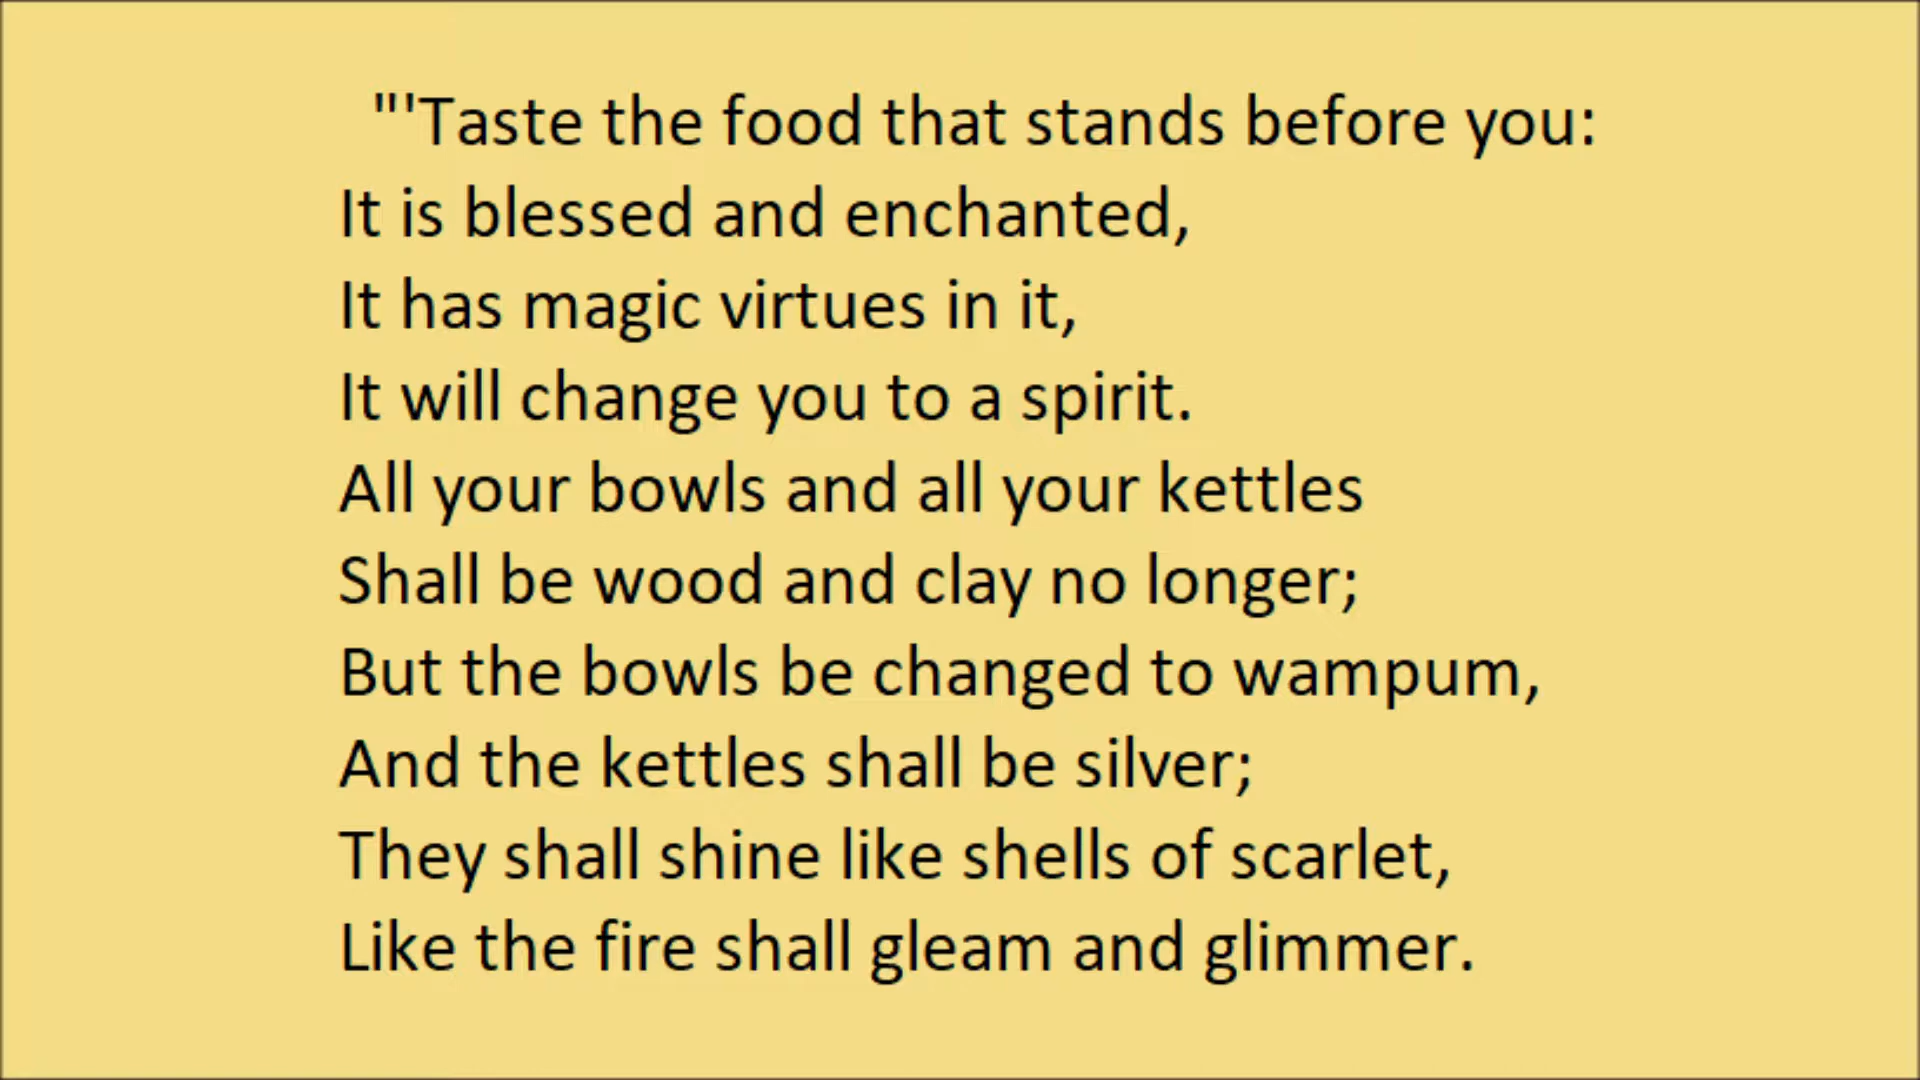 "'Taste the food that stands before you:
It is blessed and enchanted,
It has magic virtues in it,
It will change you to a spirit.
All your bowls and all your kettles
Shall be wood and clay no longer;
But the bowls be changed to wampum,
And the kettles shall be silver;
They shall shine like shells of scarlet,
Like the fire shall gleam and glimmer.